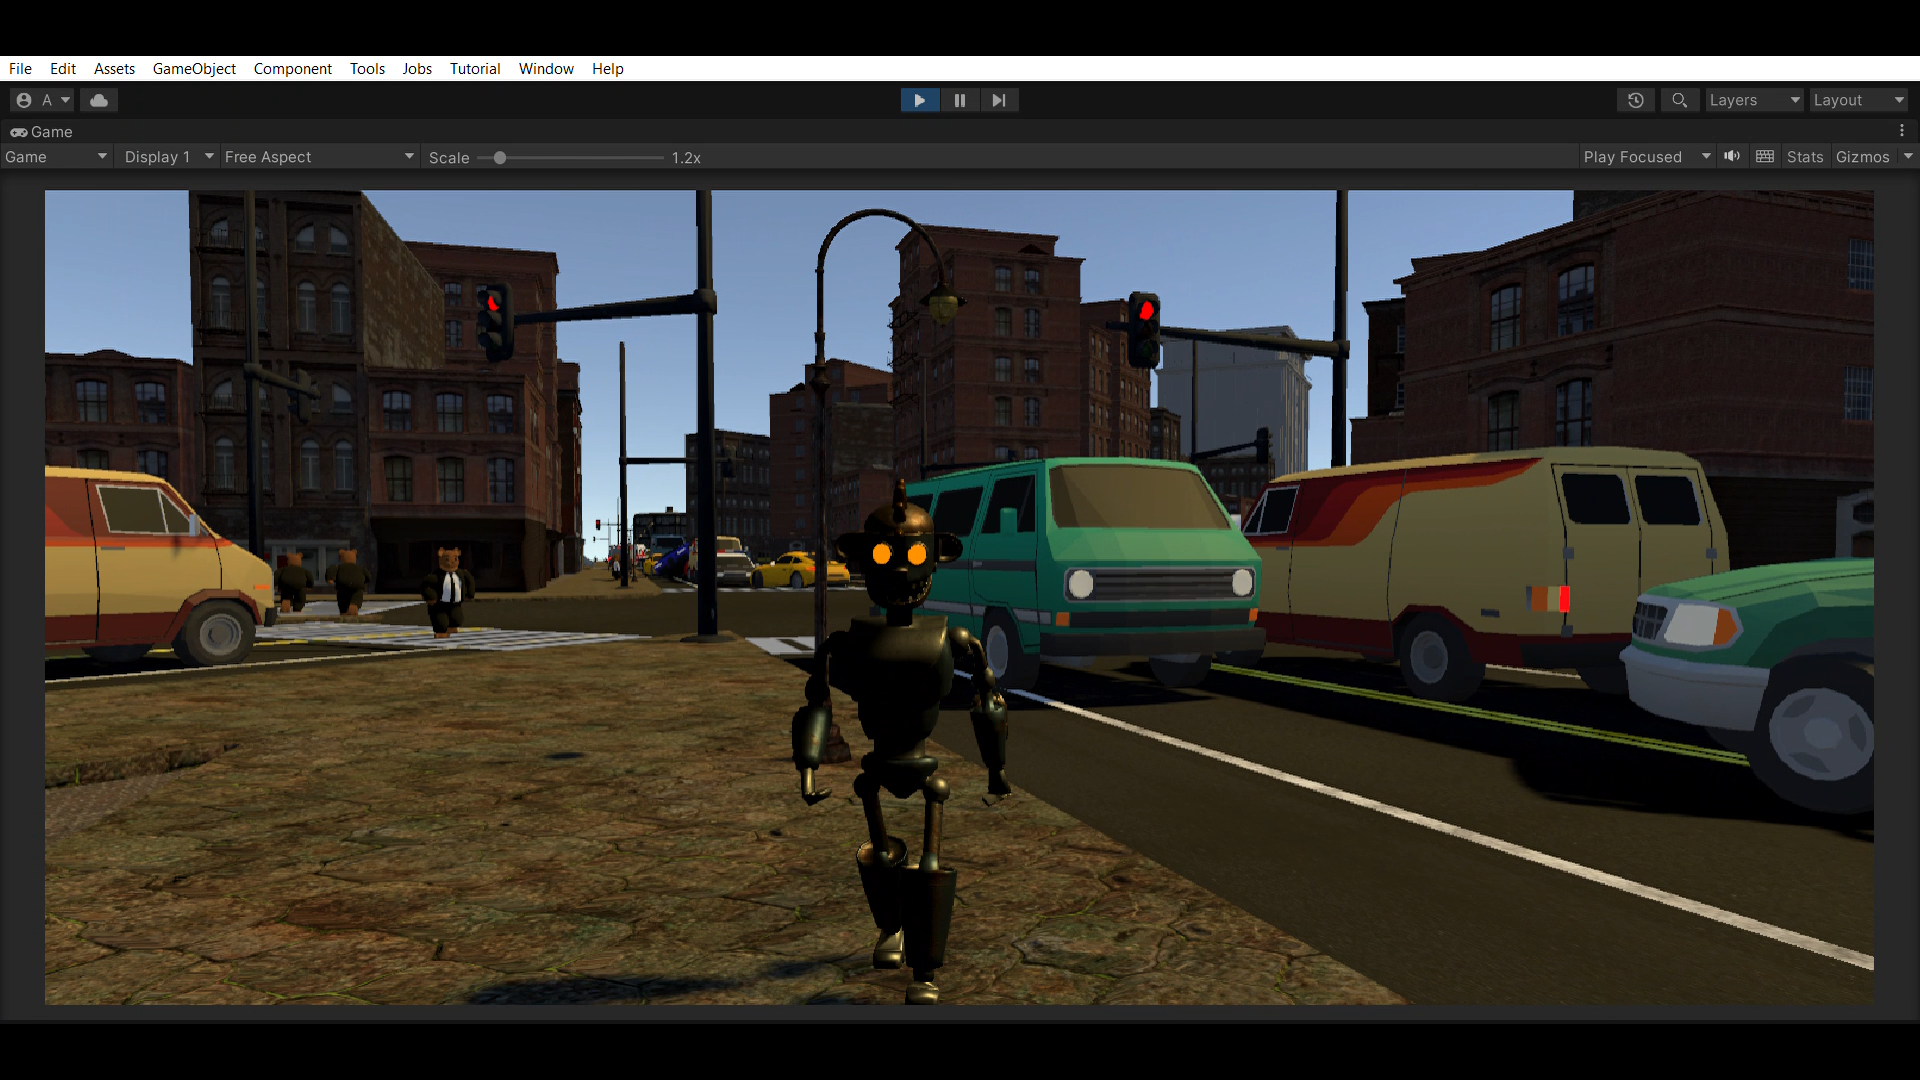 File Edit Assets GameObject Component Tools Jobs Tutorial Window Help
A Layers Layout
Game
Game Display 1 Free Aspect Scale 1.2x Play Focused Stats Gizmos